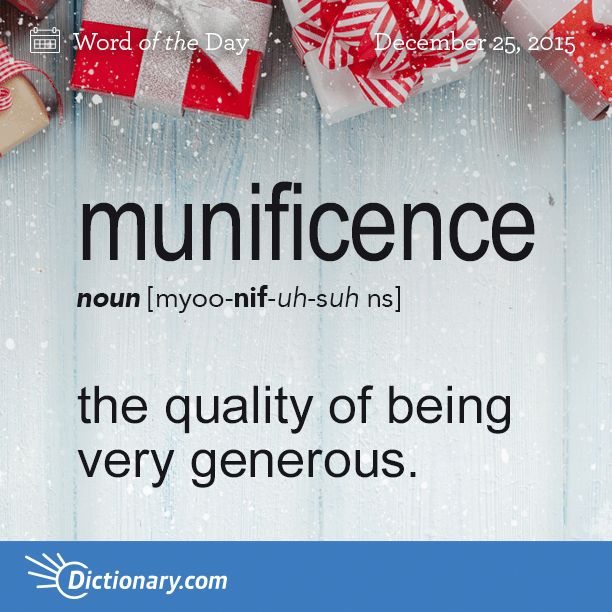 Word of the Day
December 25, 2015
munificence
noun [myoo-nif-uh-suh ns]
the quality of being
very generous.
Dictionary.com